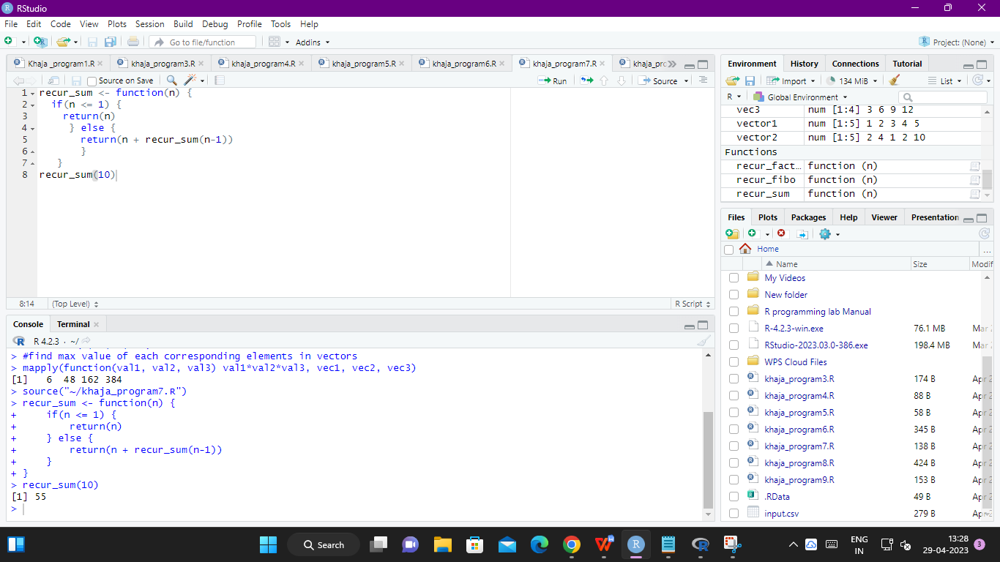 RStudio
File Edit Code View Plots Session Build Debug Profile Tools Help
Go to file/function Addins Project: (None)
Khaja _program1.R khaja_program3.R khaja_program4.R khaja_program5.R khaja_program6.R khaja_program7.R
Source on Save Run Source
1 recur_sum <- function(n) {
2 if(n <= 1) {
3 return(n)
4 } else {
5 return(n + recur_sum(n-1))
6 }
7 }
8 recur_sum(10)
8:14 (Top Level) R Script
Console Terminal
R 4.2.3 · ~/
> #find max value of each corresponding elements in vectors
> mapply(function(val1, val2, val3) val1*val2*val3, vec1, vec2, vec3)
[1] 6 48 162 384
> source("~/khaja_program7.R")
> recur_sum <- function(n) {
+ if(n <= 1) {
+ return(n)
+ } else {
+ return(n + recur_sum(n-1))
+ }
+ }
> recur_sum(10)
[1] 55
>
Environment History Connections Tutorial
Import 134 MiB List
R Global Environment
vec3 num [1:4] 3 6 9 12
vector1 num [1:5] 1 2 3 4 5
vector2 num [1:5] 2 4 1 2 10
Functions
recur_fact… function (n)
recur_fibo function (n)
recur_sum function (n)
Files Plots Packages Help Viewer Presentation
Home ...
Name Size Modif
My Videos
New folder
R programming lab Manual
R-4.2.3-win.exe 76.1 MB Mar
RStudio-2023.03.0-386.exe 198.4 MB Mar
WPS Cloud Files
khaja_program3.R 174 B Apr 2
khaja_program4.R 88 B Apr 2
khaja_program5.R 58 B Apr 2
khaja_program6.R 345 B Apr 2
khaja_program7.R 138 B Apr 2
khaja_program8.R 424 B Apr 2
khaja_program9.R 153 B Apr 2
.RData 49 B Apr 2
input.csv 279 B Apr 2
Search
ENG
IN
13:28
29-04-2023
3